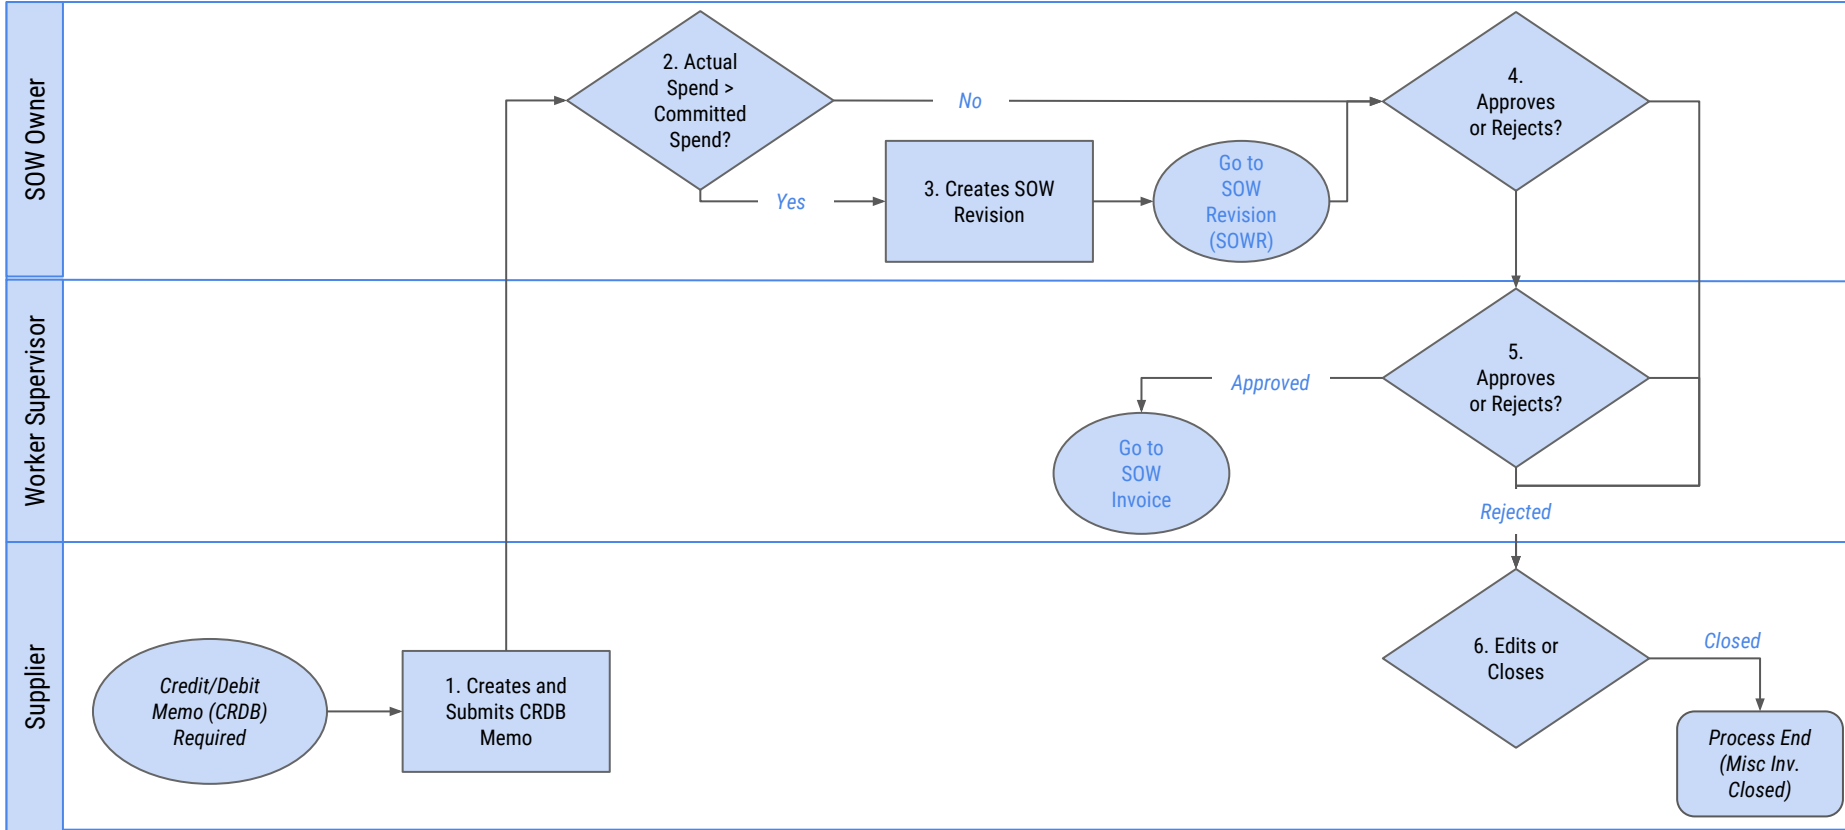 SOW Owner
2. Actual
Spend >
Committed
Spend?
No
Yes
3. Creates SOW
Revision
Go to
SOW
Revision
(SOWR)
4.
Approves
or Rejects?
Worker Supervisor
5.
Approves
or Rejects?
Approved
Go to
SOW
Invoice
Rejected
Supplier
Credit/Debit
Memo (CRDB)
Required
1. Creates and
Submits CRDB
Memo
6. Edits or
Closes
Closed
Process End
(Misc Inv.
Closed)